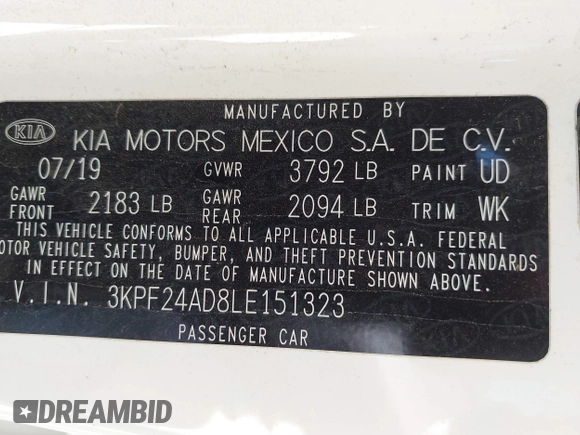 MANUFACTURED BY
KIA KIA MOTORS MEXICO S.A. DE C.V.
07/19 GVWR 3792 LB PAINT UD
GAWR FRONT 2183 LB GAWR REAR 2094 LB TRIM WK
THIS VEHICLE CONFORMS TO ALL APPLICABLE U.S.A. FEDERAL
MOTOR VEHICLE SAFETY, BUMPER, AND THEFT PREVENTION STANDARDS
IN EFFECT ON THE DATE OF MANUFACTURE SHOWN ABOVE.
V.I.N. 3KPF24AD8LE151323
PASSENGER CAR
DREAMBID